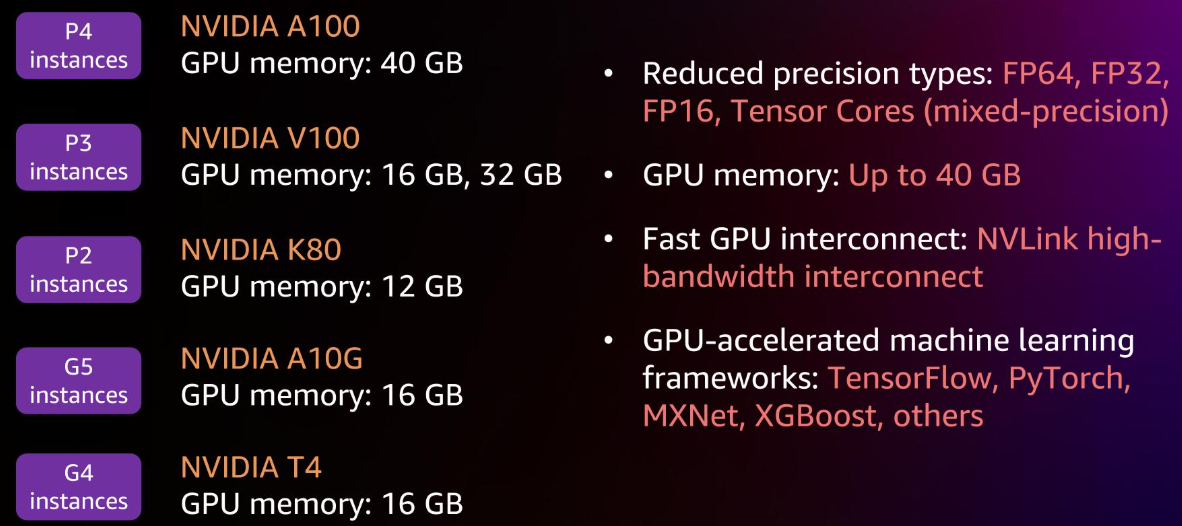 P4
instances
NVIDIA A100
GPU memory: 40 GB
P3
instances
NVIDIA V100
GPU memory: 16 GB, 32 GB
P2
instances
NVIDIA K80
GPU memory: 12 GB
G5
instances
NVIDIA A10G
GPU memory: 16 GB
G4
instances
NVIDIA T4
GPU memory: 16 GB
• Reduced precision types: FP64, FP32,
FP16, Tensor Cores (mixed-precision)
• GPU memory: Up to 40 GB
• Fast GPU interconnect: NVLink high-
bandwidth interconnect
• GPU-accelerated machine learning
frameworks: TensorFlow, PyTorch,
MXNet, XGBoost, others